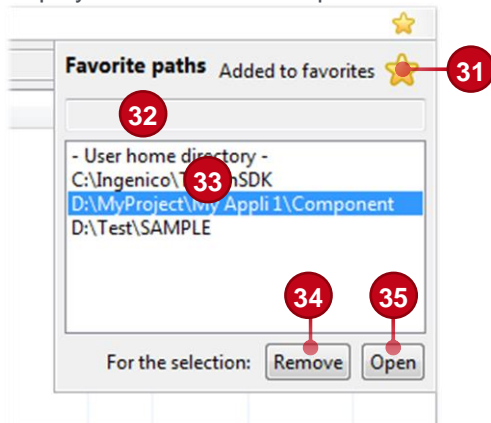 Favorite paths Added to favorites 31
32
- User home directory -
C:\Ingenico\ 33 SDK
D:\MyProject\My Appli 1\Component
D:\Test\SAMPLE
34 35
For the selection: Remove Open